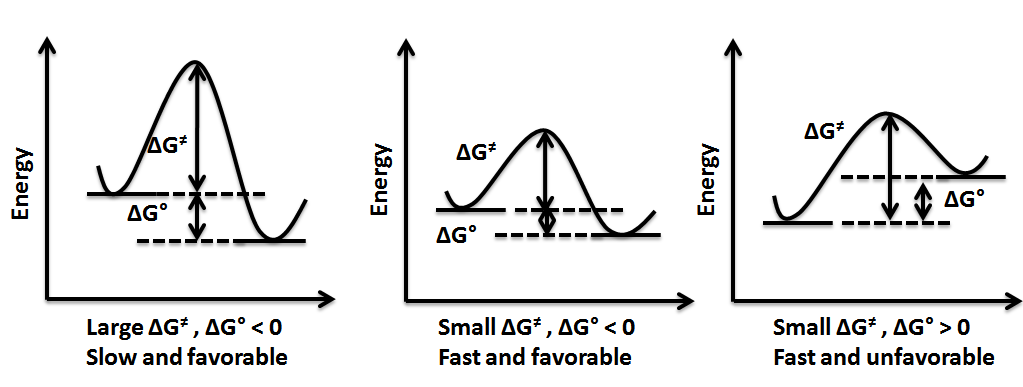 Energy
ΔG≠
ΔG°
Large ΔG≠ , ΔG° < 0
Slow and favorable
Energy
ΔG≠
ΔG°
Small ΔG≠ , ΔG° < 0
Fast and favorable
Energy
ΔG≠
ΔG°
Small ΔG≠ , ΔG° > 0
Fast and unfavorable